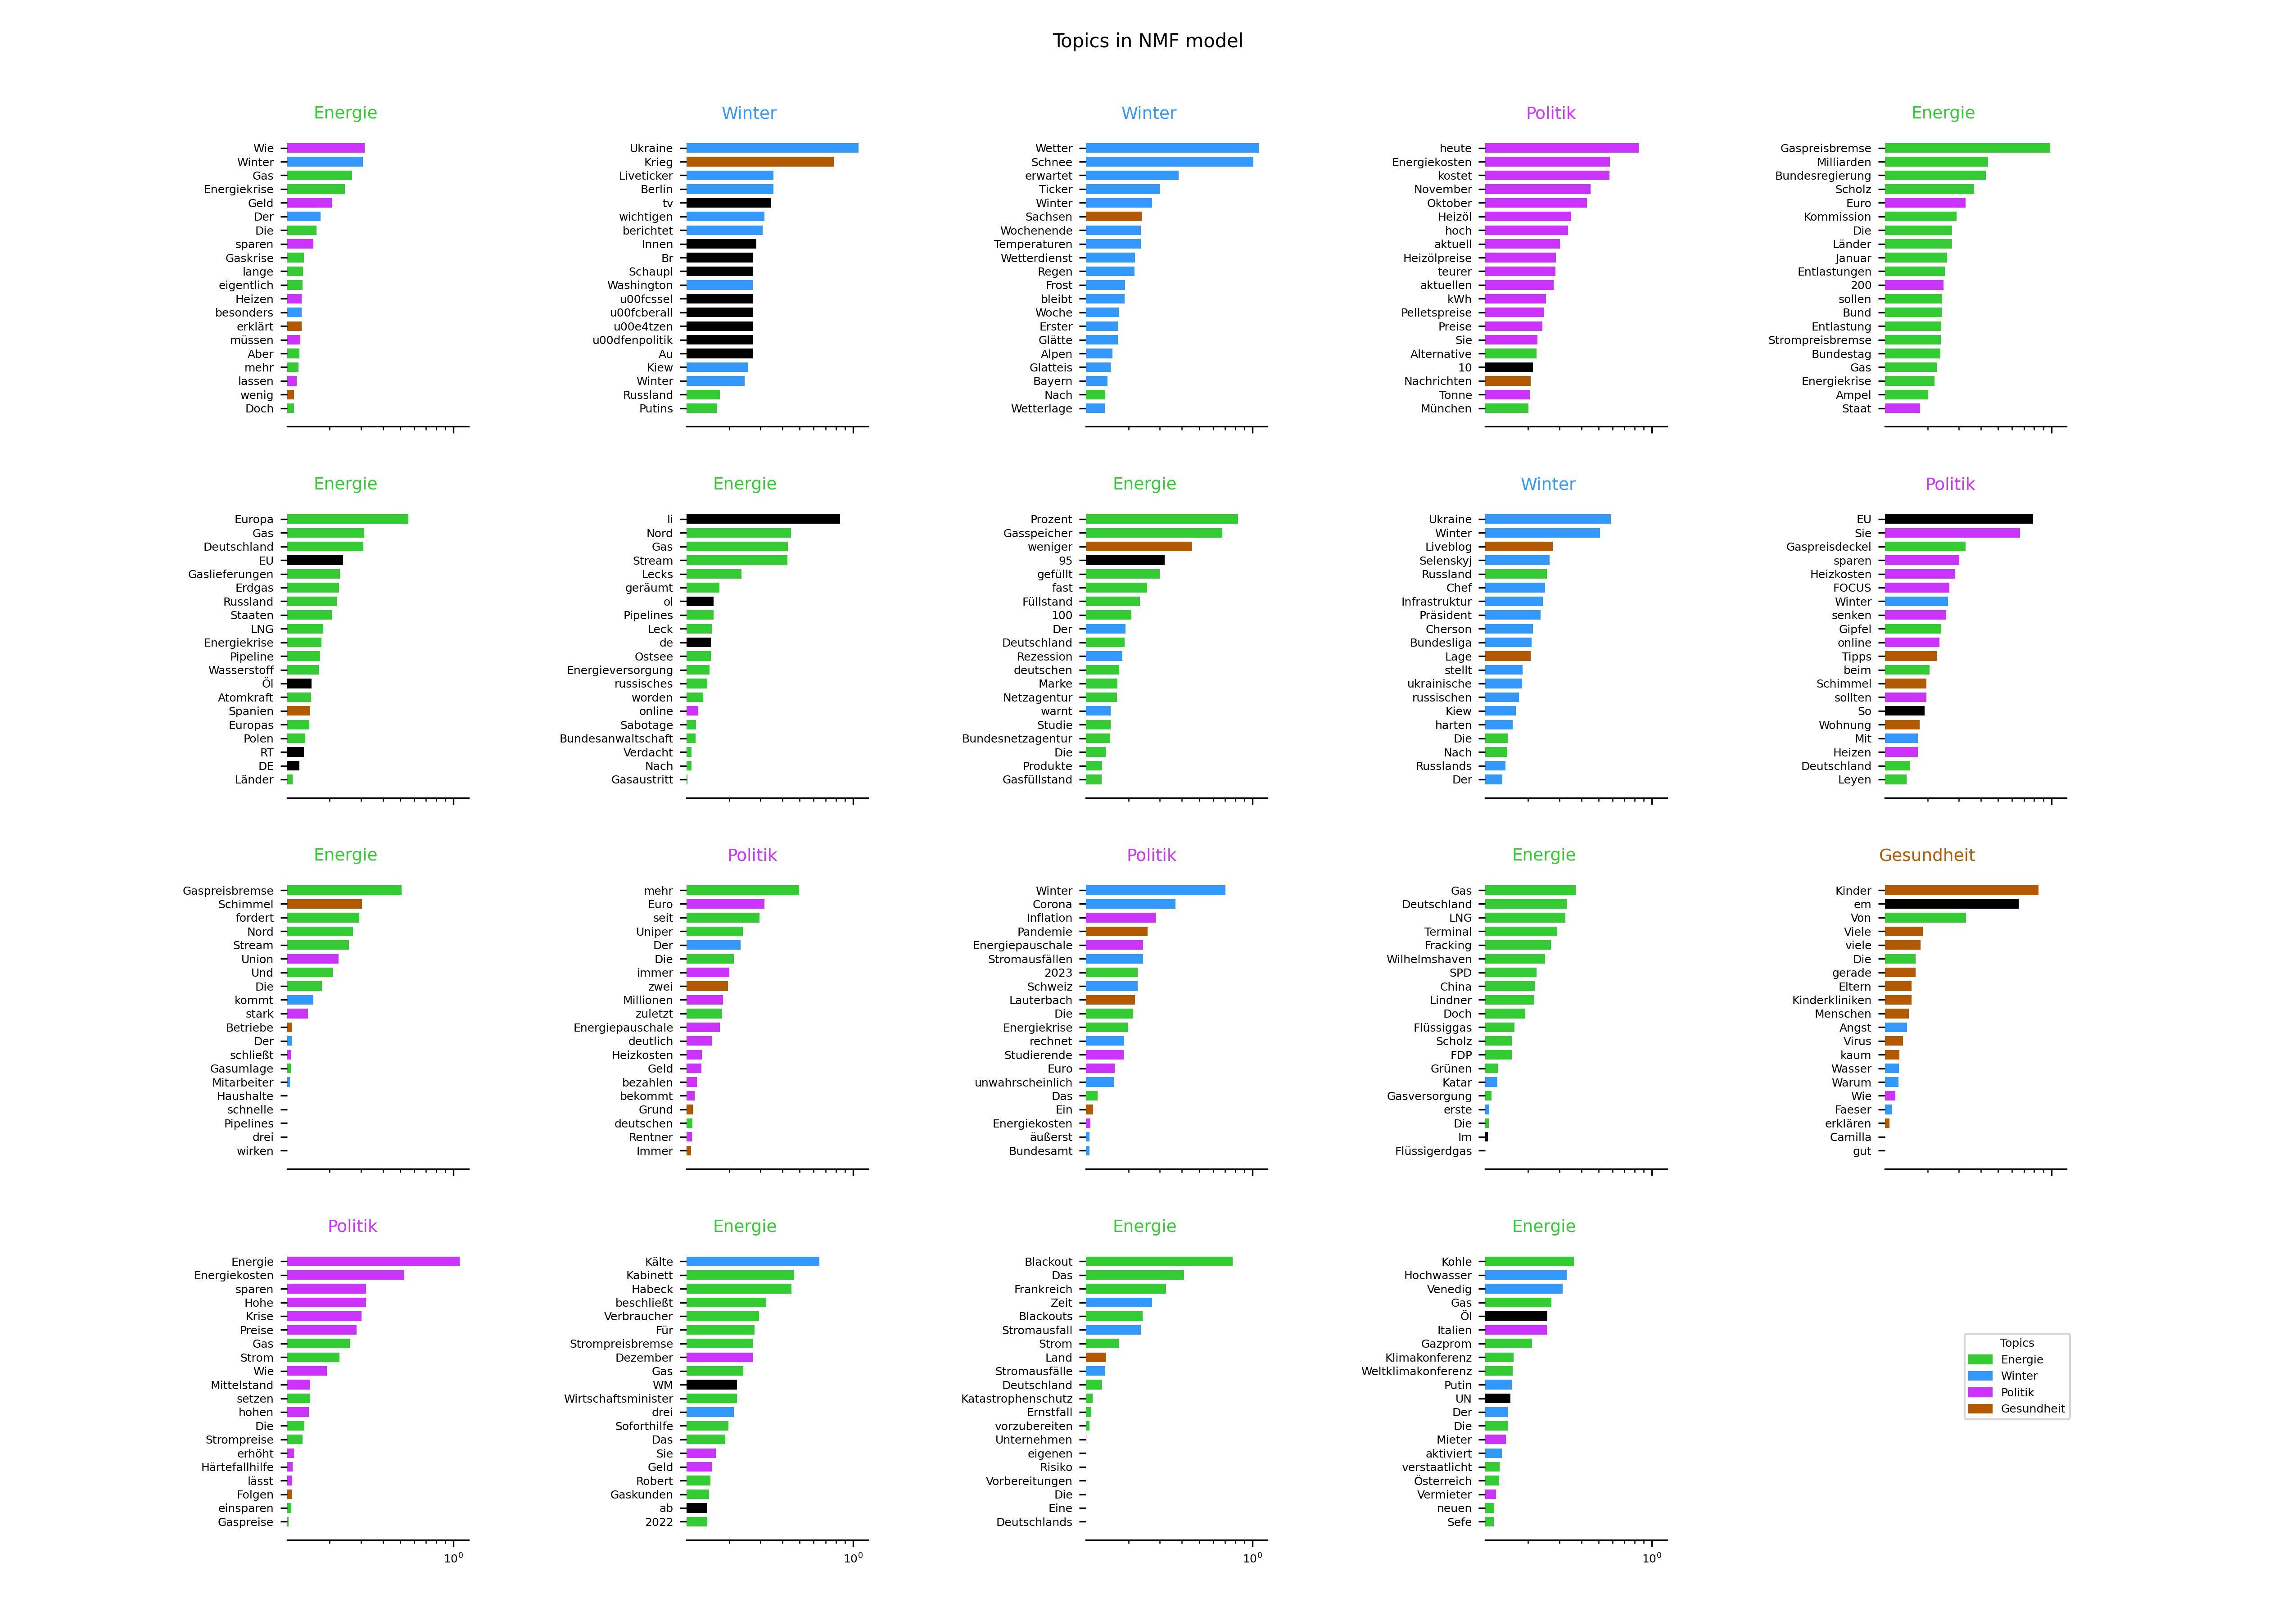 Topics in NMF model
Energie
Wie
Winter
Gas
Energiekrise
Geld
Der
Die
sparen
Gaskrise
lange
eigentlich
Heizen
besonders
erklärt
müssen
Aber
mehr
lassen
wenig
Doch
Winter
Ukraine
Krieg
Liveticker
Berlin
tv
wichtigen
berichtet
Innen
Br
Schaupl
Washington
u00fcssel
u00fcberall
u00e4tzen
u00dfenpolitik
Au
Kiew
Winter
Russland
Putins
Winter
Wetter
Schnee
erwartet
Ticker
Winter
Sachsen
Wochenende
Temperaturen
Wetterdienst
Regen
Frost
bleibt
Woche
Erster
Glätte
Alpen
Glatteis
Bayern
Nach
Wetterlage
Politik
heute
Energiekosten
kostet
November
Oktober
Heizöl
hoch
aktuell
Heizölpreise
teurer
aktuellen
kWh
Pelletspreise
Preise
Sie
Alternative
10
Nachrichten
Tonne
München
Energie
Gaspreisbremse
Milliarden
Bundesregierung
Scholz
Euro
Kommission
Die
Länder
Januar
Entlastungen
200
sollen
Bund
Entlastung
Strompreisbremse
Bundestag
Gas
Energiekrise
Ampel
Staat
Energie
Europa
Gas
Deutschland
EU
Gaslieferungen
Erdgas
Russland
Staaten
LNG
Energiekrise
Pipeline
Wasserstoff
Öl
Atomkraft
Spanien
Europas
Polen
RT
DE
Länder
Energie
li
Nord
Gas
Stream
Lecks
geräumt
ol
Pipelines
Leck
de
Ostsee
Energieversorgung
russisches
worden
online
Sabotage
Bundesanwaltschaft
Verdacht
Nach
Gasaustritt
Energie
Prozent
Gasspeicher
weniger
95
gefüllt
fast
Füllstand
100
Der
Deutschland
Rezession
deutschen
Marke
Netzagentur
warnt
Studie
Bundesnetzagentur
Die
Produkte
Gasfüllstand
Winter
Ukraine
Winter
Liveblog
Selenskyj
Russland
Chef
Infrastruktur
Präsident
Cherson
Bundesliga
Lage
stellt
ukrainische
russischen
Kiew
harten
Die
Nach
Russlands
Der
Politik
EU
Sie
Gaspreisdeckel
sparen
Heizkosten
FOCUS
Winter
senken
Gipfel
online
Tipps
beim
Schimmel
sollten
So
Wohnung
Mit
Heizen
Deutschland
Leyen
Energie
Gaspreisbremse
Schimmel
fordert
Nord
Stream
Union
Und
Die
kommt
stark
Betriebe
Der
schließt
Gasumlage
Mitarbeiter
Haushalte
schnelle
Pipelines
drei
wirken
Politik
mehr
Euro
seit
Uniper
Der
Die
immer
zwei
Millionen
zuletzt
Energiepauschale
deutlich
Heizkosten
Geld
bezahlen
bekommt
Grund
deutschen
Rentner
Immer
Politik
Winter
Corona
Inflation
Pandemie
Energiepauschale
Stromausfällen
2023
Schweiz
Lauterbach
Die
Energiekrise
rechnet
Studierende
Euro
unwahrscheinlich
Das
Ein
Energiekosten
äußerst
Bundesamt
Energie
Gas
Deutschland
LNG
Terminal
Fracking
Wilhelmshaven
SPD
China
Lindner
Doch
Flüssiggas
Scholz
FDP
Grünen
Katar
Gasversorgung
erste
Die
Im
Flüssigerdgas
Gesundheit
Kinder
em
Von
Viele
viele
Die
gerade
Eltern
Kinderkliniken
Menschen
Angst
Virus
kaum
Wasser
Warum
Wie
Faeser
erklären
Camilla
gut
Politik
Energie
Energiekosten
sparen
Hohe
Krise
Preise
Gas
Strom
Wie
Mittelstand
setzen
hohen
Die
Strompreise
erhöht
Härtefallhilfe
lässt
Folgen
einsparen
Gaspreise
10⁰
Energie
Kälte
Kabinett
Habeck
beschließt
Verbraucher
Für
Strompreisbremse
Dezember
Gas
WM
Wirtschaftsminister
drei
Soforthilfe
Das
Sie
Geld
Robert
Gaskunden
ab
2022
10⁰
Energie
Blackout
Das
Frankreich
Zeit
Blackouts
Stromausfall
Strom
Land
Stromausfälle
Deutschland
Katastrophenschutz
Ernstfall
vorzubereiten
Unternehmen
eigenen
Risiko
Vorbereitungen
Die
Eine
Deutschlands
10⁰
Energie
Kohle
Hochwasser
Venedig
Gas
Öl
Italien
Gazprom
Klimakonferenz
Weltklimakonferenz
Putin
UN
Der
Die
Mieter
aktiviert
verstaatlicht
Österreich
Vermieter
neuen
Sefe
10⁰
Topics
Energie
Winter
Politik
Gesundheit